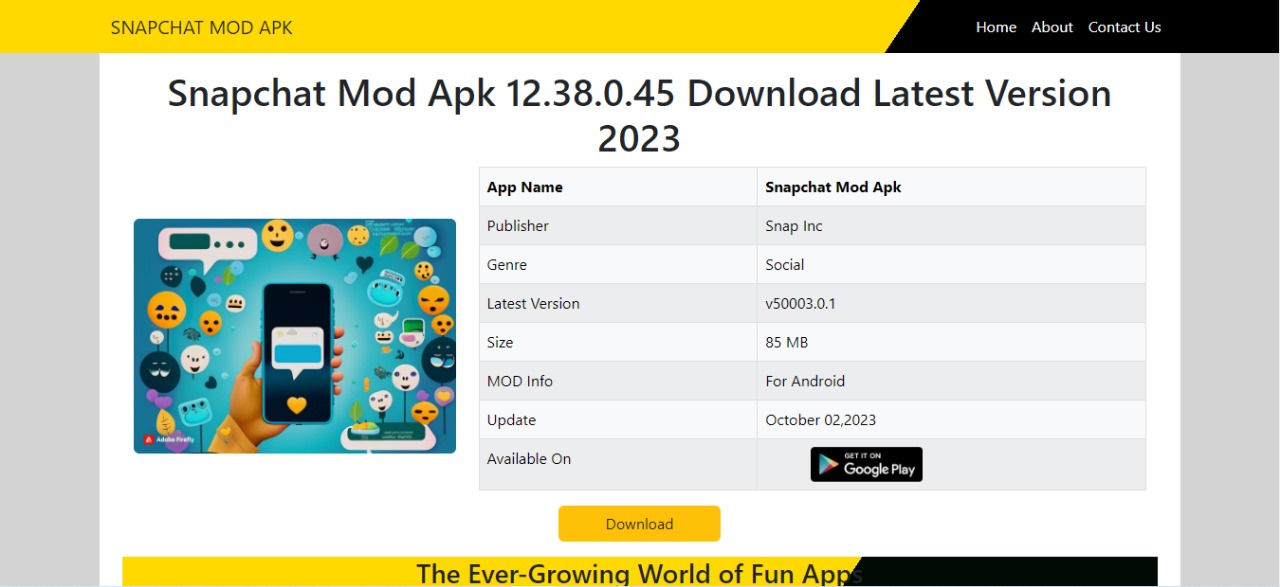 SNAPCHAT MOD APK
Home About Contact Us
Snapchat Mod Apk 12.38.0.45 Download Latest Version
2023
App Name Snapchat Mod Apk
Publisher Snap Inc
Genre Social
Latest Version v50003.0.1
Size 85 MB
MOD Info For Android
Update October 02,2023
Available On
GET IT ON
Google Play
Adobe Firefly
Download
The Ever-Growing World of Fun Apps